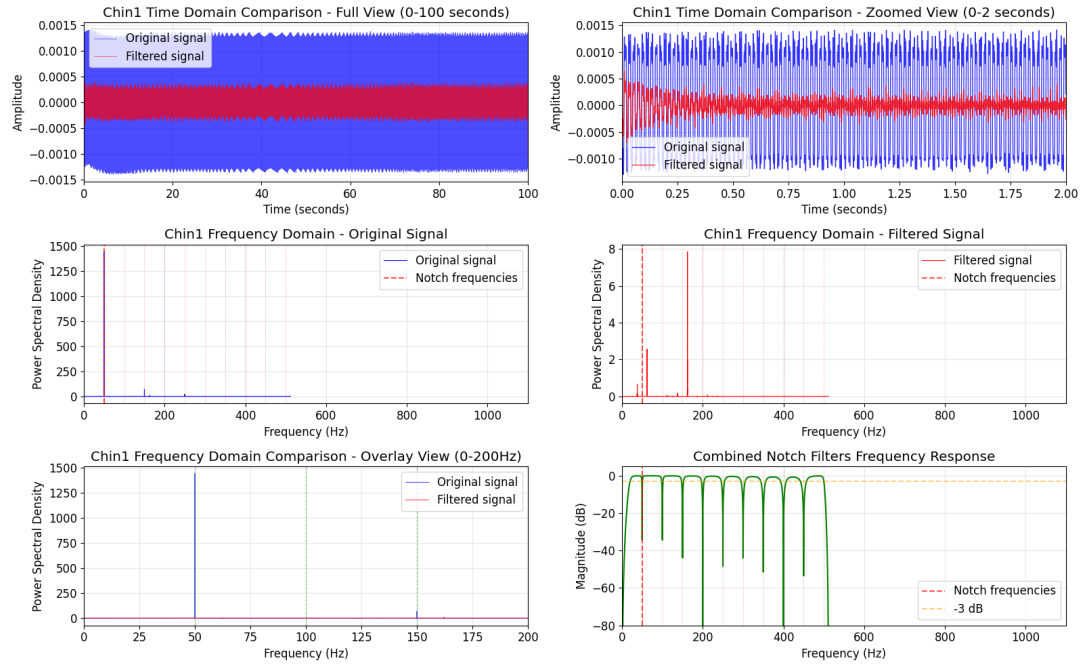 Chin1 Time Domain Comparison - Full View (0-100 seconds)
0.0015
0.0010
0.0005
0.0000
−0.0005
−0.0010
−0.0015
Amplitude
Original signal
Filtered signal
0 20 40 60 80 100
Time (seconds)
Chin1 Time Domain Comparison - Zoomed View (0-2 seconds)
0.0015
0.0010
0.0005
0.0000
−0.0005
−0.0010
Amplitude
Original signal
Filtered signal
0.00 0.25 0.50 0.75 1.00 1.25 1.50 1.75 2.00
Time (seconds)
Chin1 Frequency Domain - Original Signal
1500
1250
1000
750
500
250
0
Power Spectral Density
Original signal
Notch frequencies
0 200 400 600 800 1000
Frequency (Hz)
Chin1 Frequency Domain - Filtered Signal
8
6
4
2
0
Power Spectral Density
Filtered signal
Notch frequencies
0 200 400 600 800 1000
Frequency (Hz)
Chin1 Frequency Domain Comparison - Overlay View (0-200Hz)
1500
1250
1000
750
500
250
0
Power Spectral Density
Original signal
Filtered signal
0 25 50 75 100 125 150 175 200
Frequency (Hz)
Combined Notch Filters Frequency Response
0
−20
−40
−60
−80
Magnitude (dB)
Notch frequencies
-3 dB
0 200 400 600 800 1000
Frequency (Hz)